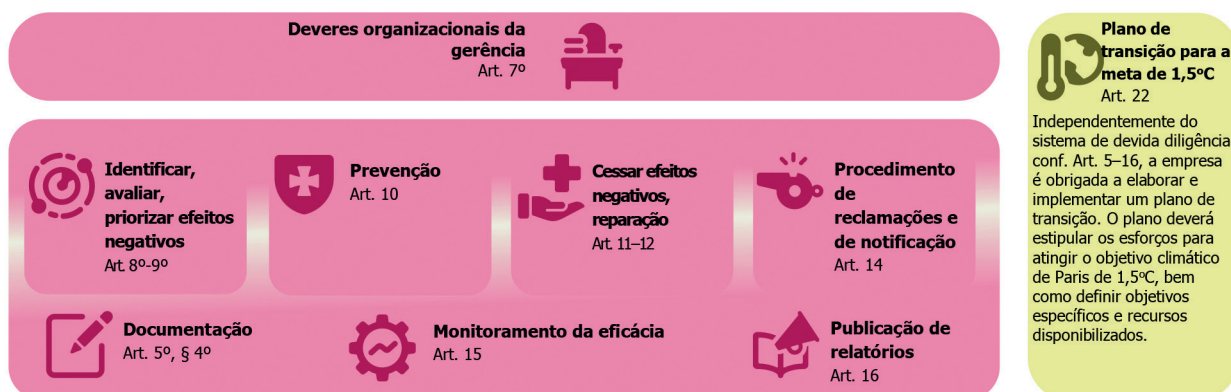 Deveres organizacionais da
gerência
Art. 7º
Identificar,
avaliar,
priorizar efeitos
negativos
Art. 8º-9º
Prevenção
Art. 10
Cessar efeitos
negativos,
reparação
Art. 11–12
Procedimento
de
reclamações e
de notificação
Art. 14
Documentação
Art. 5º, § 4º
Monitoramento da eficácia
Art. 15
Publicação de
relatórios
Art. 16
Plano de
transição para a
meta de 1,5ºC
Art. 22
Independentemente do
sistema de devida diligência
conf. Art. 5–16, a empresa
é obrigada a elaborar e
implementar um plano de
transição. O plano deverá
estipular os esforços para
atingir o objetivo climático
de Paris de 1,5ºC, bem
como definir objetivos
específicos e recursos
disponibilizados.